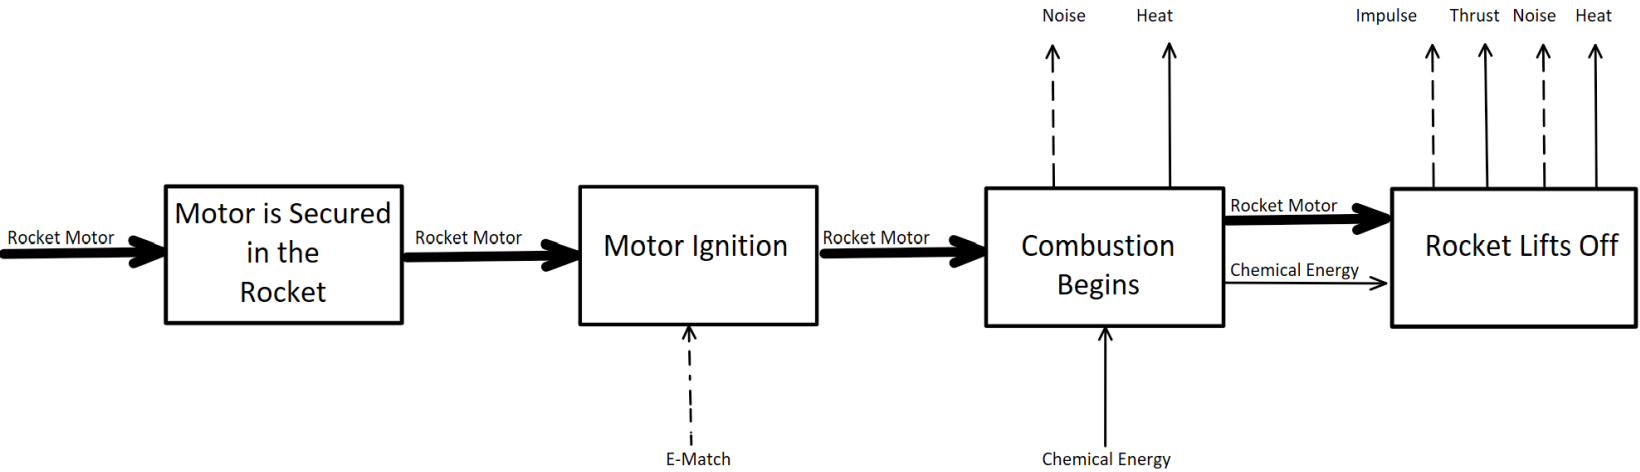 Noise
Heat
Impulse
Thrust
Noise
Heat
Rocket Motor
Motor is Secured
in the
Rocket
Rocket Motor
Motor Ignition
Rocket Motor
Combustion
Begins
Rocket Motor
Chemical Energy
Rocket Lifts Off
E-Match
Chemical Energy